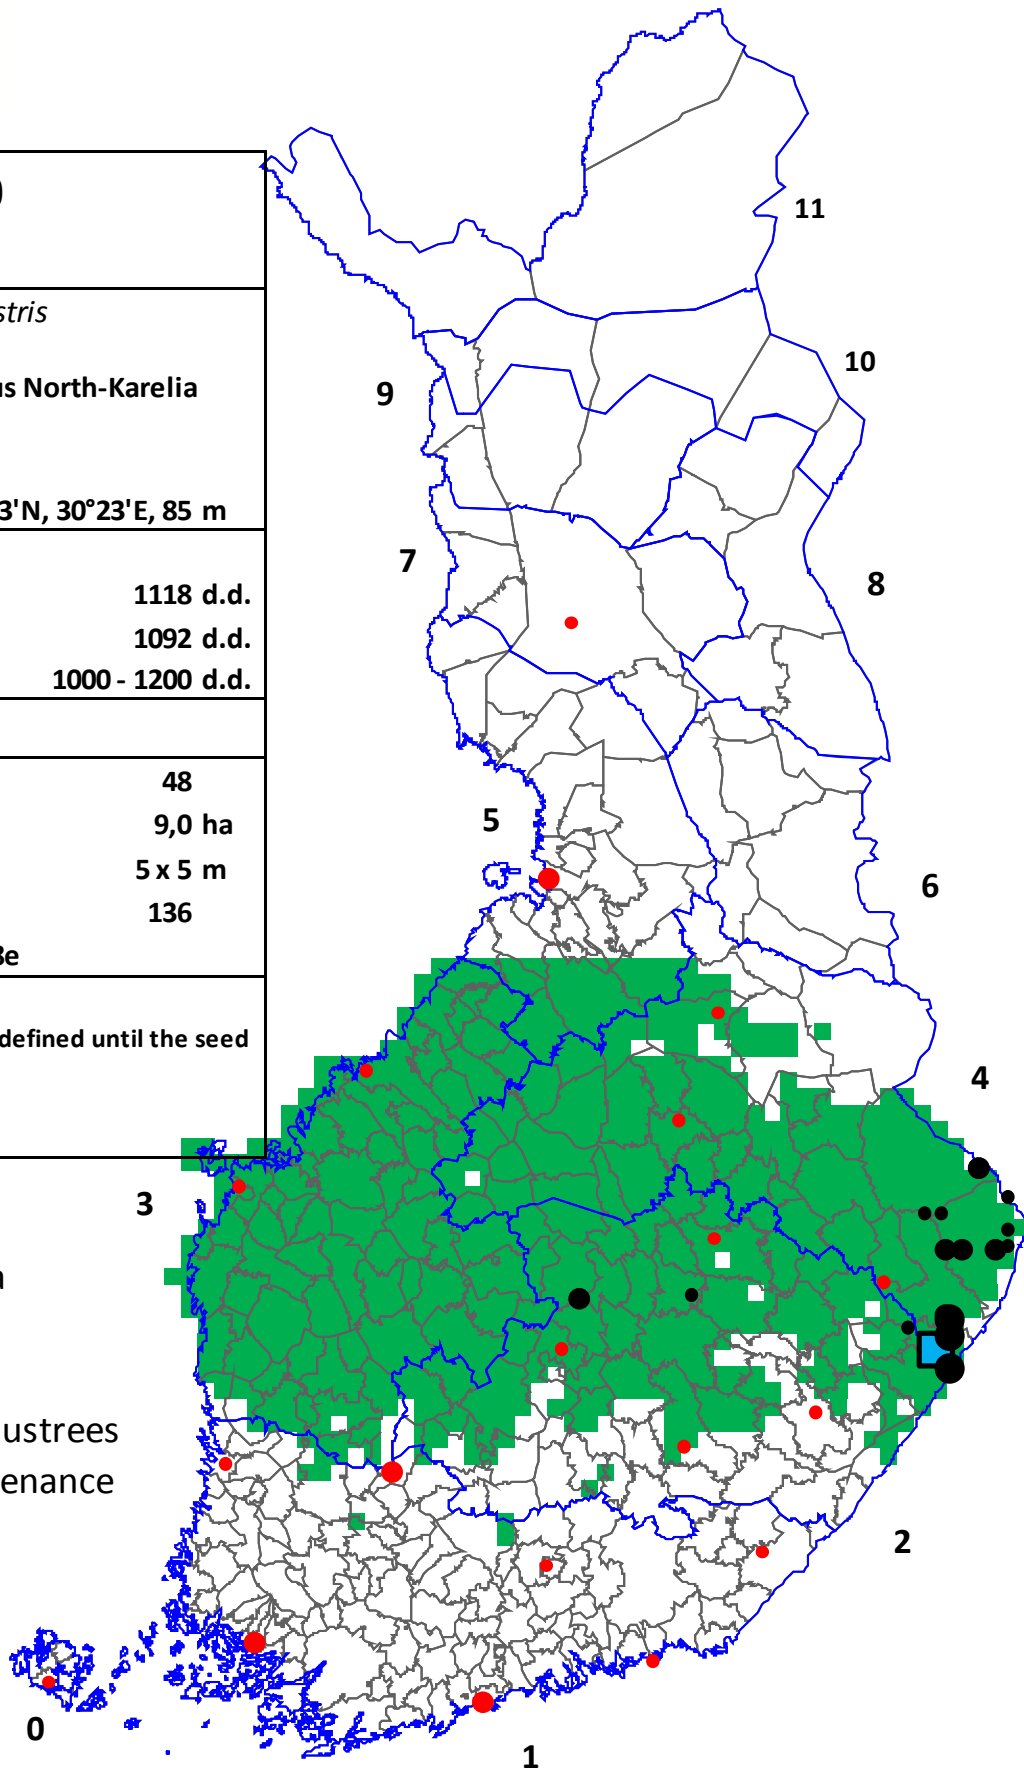 )
stris
us North-Karelia
3'N, 30°23'E, 85 m
1118 d.d.
1092 d.d.
1000 - 1200 d.d.
48
9,0 ha
5 x 5 m
136
3e
defined until the seed
ustrees
enance
11
10
9
8
7
6
5
4
3
2
1
0